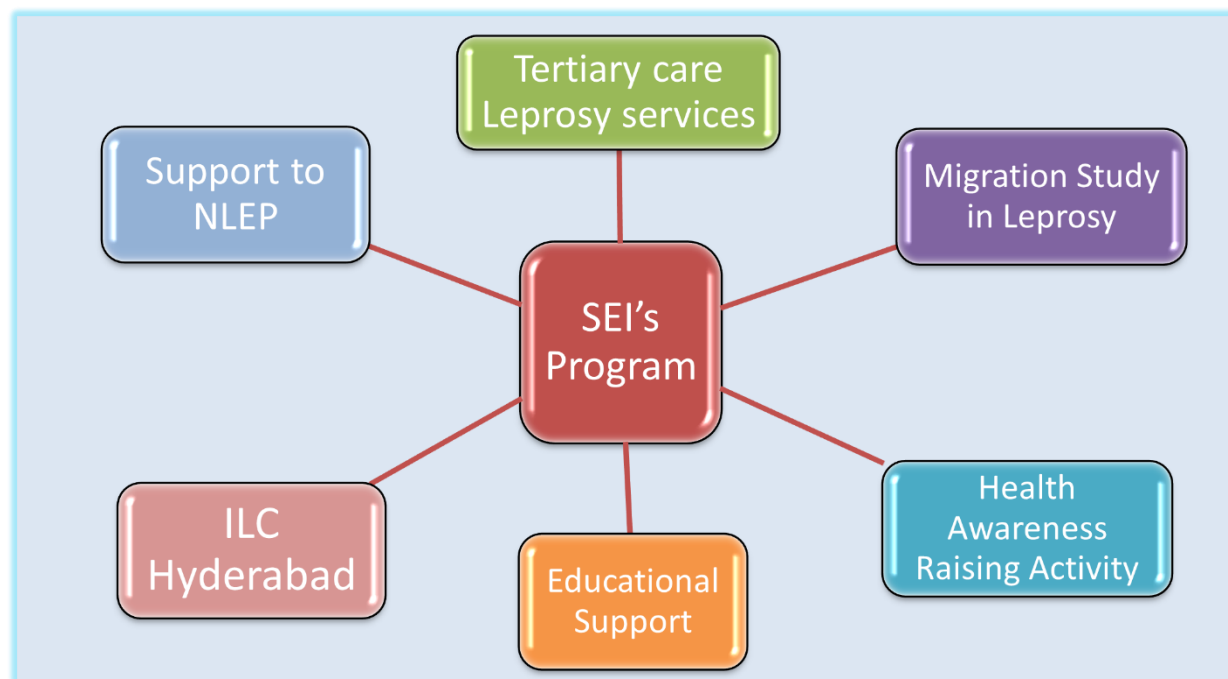 Tertiary care
Leprosy services
Support to
NLEP
Migration Study
in Leprosy
SEI’s
Program
ILC
Hyderabad
Health
Awareness
Raising Activity
Educational
Support